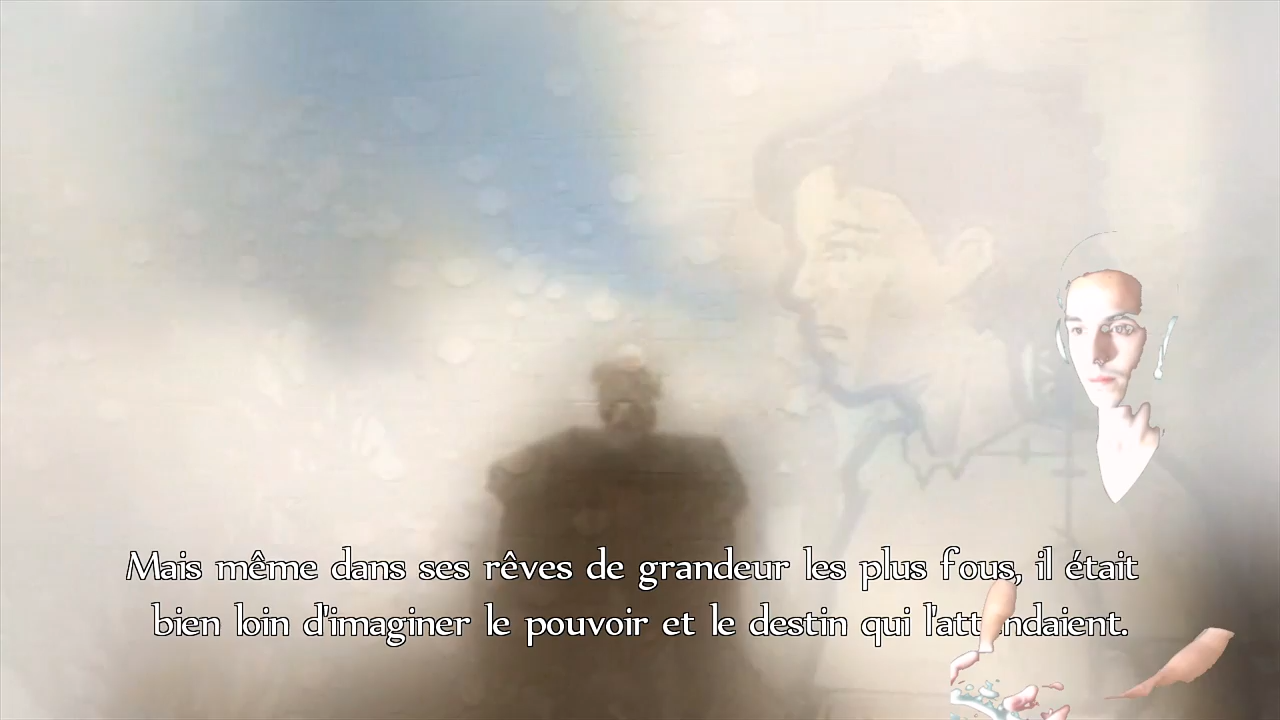 Mais même dans ses rêves de grandeur les plus fous, il était
bien loin d'imaginer le pouvoir et le destin qui l'attendaient.